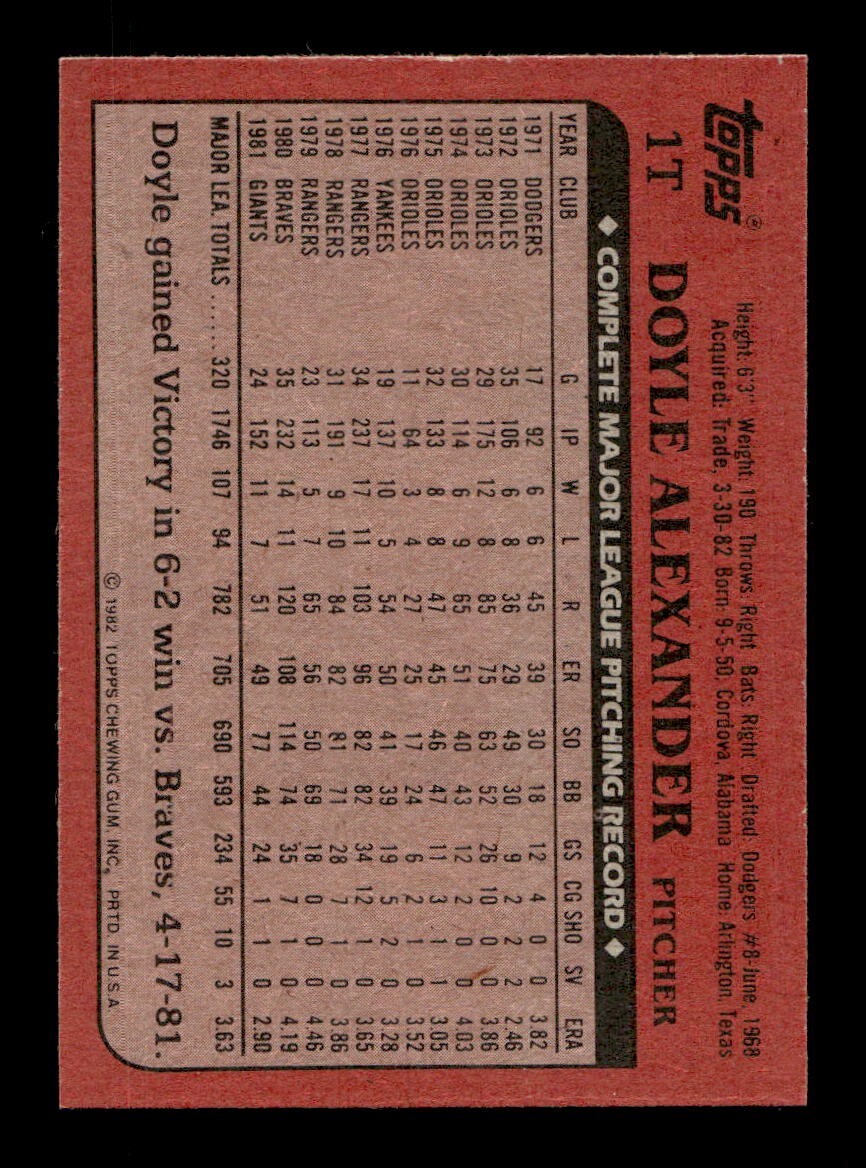 TOPPS®
Height: 6'3" Weight: 190 Throws: Right Bats: Right Drafted: Dodgers #8-June, 1968
Acquired: Trade, 3-30-82 Born: 9-5-50, Cordova, Alabama Home: Arlington, Texas
1T DOYLE ALEXANDER PITCHER
◆ COMPLETE MAJOR LEAGUE PITCHING RECORD ◆
YEAR CLUB G IP W L R ER SO BB GS CG SHO SV ERA
1971 DODGERS 17 92 6 6 45 39 30 18 12 4 0 0 3.82
1972 ORIOLES 35 106 6 8 36 29 49 30 9 2 2 2 2.46
1973 ORIOLES 29 175 12 8 85 75 63 52 26 10 0 0 3.86
1974 ORIOLES 30 114 6 9 65 51 40 43 12 2 0 0 4.03
1975 ORIOLES 32 133 8 8 47 45 46 47 11 3 1 1 3.05
1976 ORIOLES 11 64 3 4 27 25 17 24 6 2 1 0 3.52
1976 YANKEES 19 137 10 5 54 50 41 39 19 5 2 0 3.28
1977 RANGERS 34 237 17 11 103 96 82 82 34 12 1 0 3.65
1978 RANGERS 31 191 9 10 84 82 81 71 28 7 1 0 3.86
1979 RANGERS 23 113 5 7 65 56 50 69 18 0 0 0 4.46
1980 BRAVES 35 232 14 11 120 108 114 74 35 7 1 0 4.19
1981 GIANTS 24 152 11 7 51 49 77 44 24 1 1 0 2.90
MAJOR LEA. TOTALS ...... 320 1746 107 94 782 705 690 593 234 55 10 3 3.63
Doyle gained Victory in 6-2 win vs. Braves, 4-17-81.
© 1982 TOPPS CHEWING GUM, INC., PRTD. IN U.S.A.